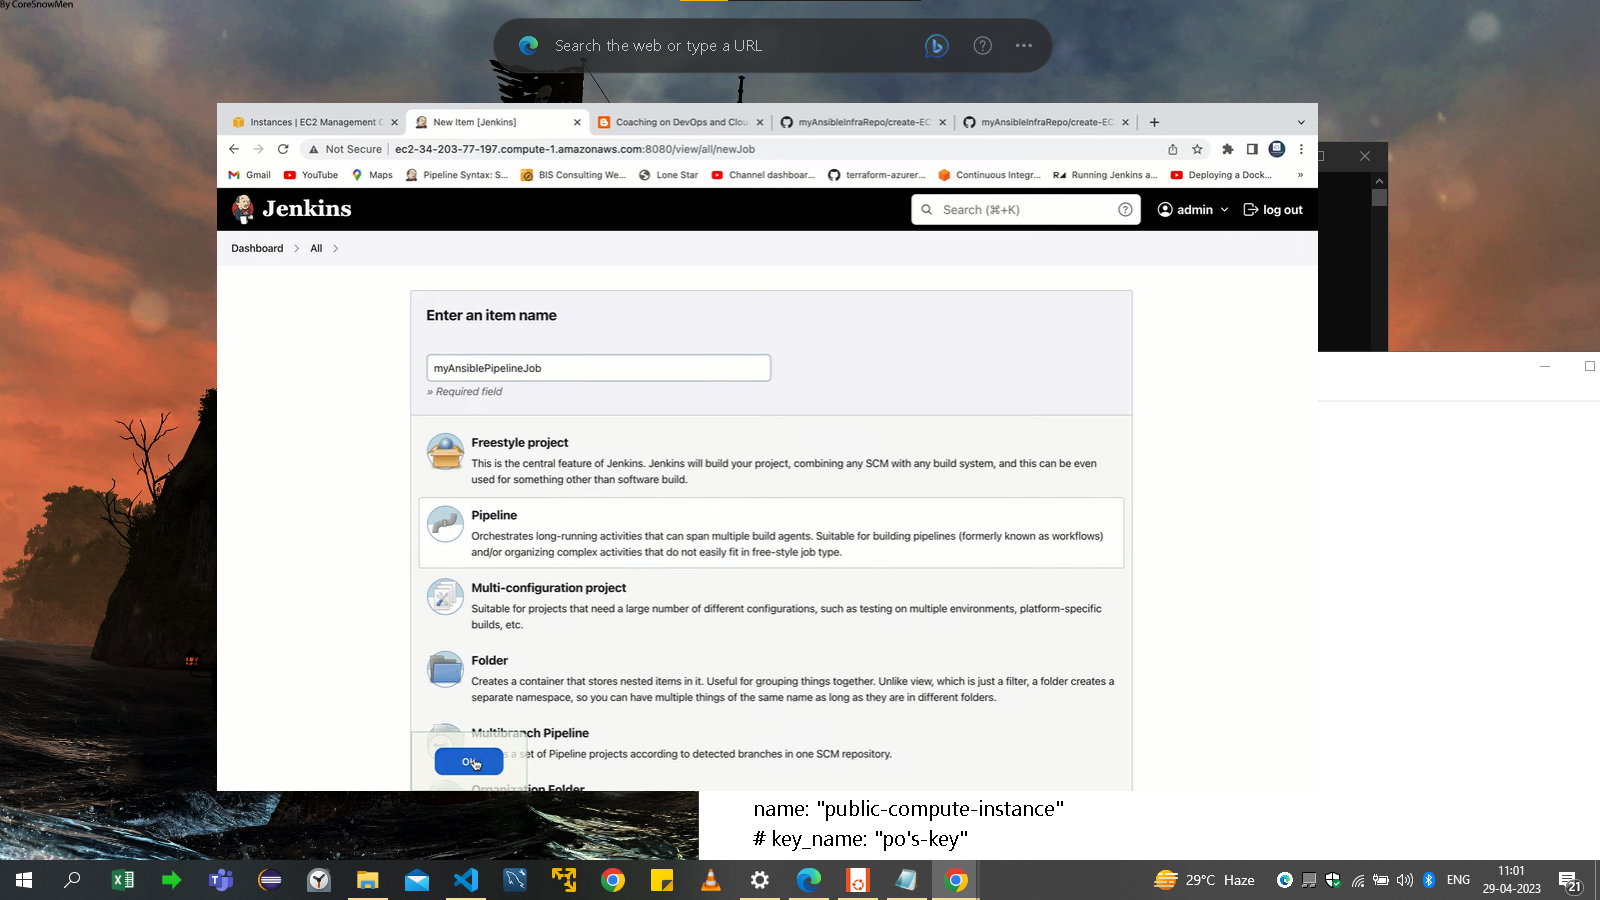 By CoreSnowMen
Search the web or type a URL
Instances | EC2 Management C
New Item [Jenkins]
Coaching on DevOps and Clou
myAnsibleInfraRepo/create-EC
myAnsibleInfraRepo/create-EC
Not Secure
ec2-34-203-77-197.compute-1.amazonaws.com:8080/view/all/newJob
Gmail
YouTube
Maps
Pipeline Syntax: S...
BIS Consulting We...
Lone Star
Channel dashboar...
terraform-azurer...
Continuous Integr...
Running Jenkins a...
Deploying a Dock...
»
Jenkins
Search (⌘+K)
admin
log out
Dashboard
All
Enter an item name
myAnsiblePipelineJob
» Required field
Freestyle project
This is the central feature of Jenkins. Jenkins will build your project, combining any SCM with any build system, and this can be even
used for something other than software build.
Pipeline
Orchestrates long-running activities that can span multiple build agents. Suitable for building pipelines (formerly known as workflows)
and/or organizing complex activities that do not easily fit in free-style job type.
Multi-configuration project
Suitable for projects that need a large number of different configurations, such as testing on multiple environments, platform-specific
builds, etc.
Folder
Creates a container that stores nested items in it. Useful for grouping things together. Unlike view, which is just a filter, a folder creates a
separate namespace, so you can have multiple things of the same name as long as they are in different folders.
Multibranch Pipeline
a set of Pipeline projects according to detected branches in one SCM repository.
OK
Organization Folder
name: "public-compute-instance"
# key_name: "po's-key"
29°C Haze
ENG
11:01
29-04-2023
21